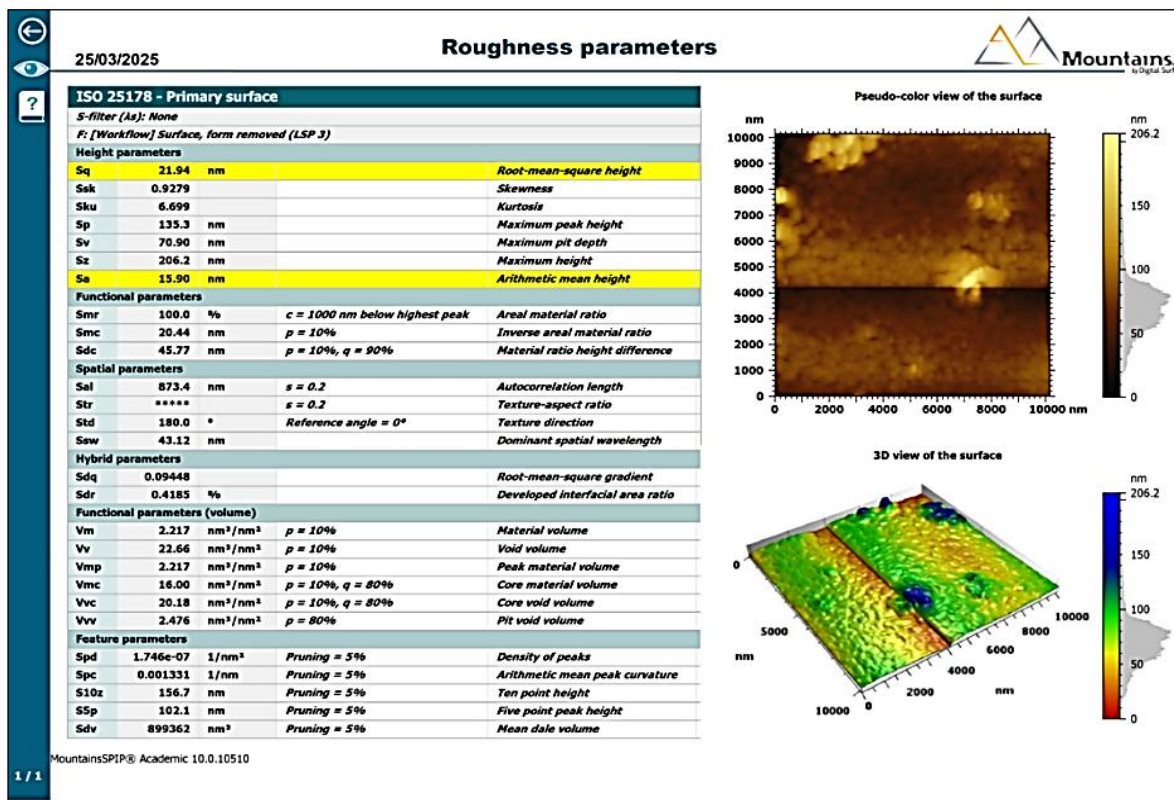 Roughness parameters
25/03/2025
Mountains
by Digital Surf
?
ISO 25178 - Primary surface
S-filter (λs): None
F: [Workflow] Surface, form removed (LSP 3)
Height parameters
Sq 21.94 nm Root-mean-square height
Ssk 0.9279 Skewness
Sku 6.699 Kurtosis
Sp 135.3 nm Maximum peak height
Sv 70.90 nm Maximum pit depth
Sz 206.2 nm Maximum height
Sa 15.90 nm Arithmetic mean height
Functional parameters
Smr 100.0 % c = 1000 nm below highest peak Areal material ratio
Smc 20.44 nm p = 10% Inverse areal material ratio
Sdc 45.77 nm p = 10%, q = 90% Material ratio height difference
Spatial parameters
Sal 873.4 nm s = 0.2 Autocorrelation length
Str ***** s = 0.2 Texture-aspect ratio
Std 180.0 ° Reference angle = 0° Texture direction
Ssw 43.12 nm Dominant spatial wavelength
Hybrid parameters
Sdq 0.09448 Root-mean-square gradient
Sdr 0.4185 % Developed interfacial area ratio
Functional parameters (volume)
Vm 2.217 nm³/nm² p = 10% Material volume
Vv 22.66 nm³/nm² p = 10% Void volume
Vmp 2.217 nm³/nm² p = 10% Peak material volume
Vmc 16.00 nm³/nm² p = 10%, q = 80% Core material volume
Vvc 20.18 nm³/nm² p = 10%, q = 80% Core void volume
Vvv 2.476 nm³/nm² p = 80% Pit void volume
Feature parameters
Spd 1.746e-07 1/nm² Pruning = 5% Density of peaks
Spc 0.001331 1/nm Pruning = 5% Arithmetic mean peak curvature
S10z 156.7 nm Pruning = 5% Ten point height
S5p 102.1 nm Pruning = 5% Five point peak height
Sdv 899362 nm³ Pruning = 5% Mean dale volume
MountainsSPIP® Academic 10.0.10510
1 / 1
Pseudo-color view of the surface
nm
10000
9000
8000
7000
6000
5000
4000
3000
2000
1000
0
0 2000 4000 6000 8000 10000 nm
nm
206.2
150
100
50
0
3D view of the surface
0
5000
nm
10000
0
2000
4000
6000
8000
10000
nm
nm
206.2
150
100
50
0